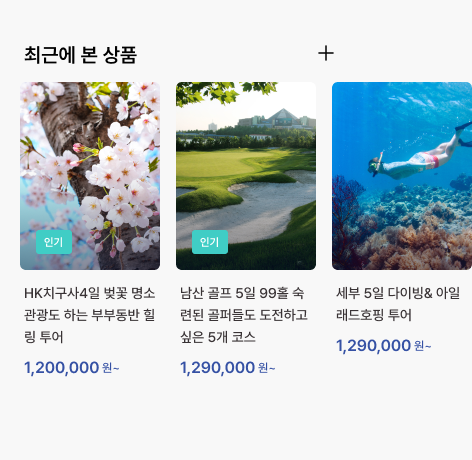 최근에 본 상품
인기
인기
HK치구사4일 벚꽃 명소
관광도 하는 부부동반 힐
링 투어
1,200,000 원~
남산 골프 5일 99홀 숙
련된 골퍼들도 도전하고
싶은 5개 코스
1,290,000 원~
세부 5일 다이빙& 아일
래드호핑 투어
1,290,000 원~